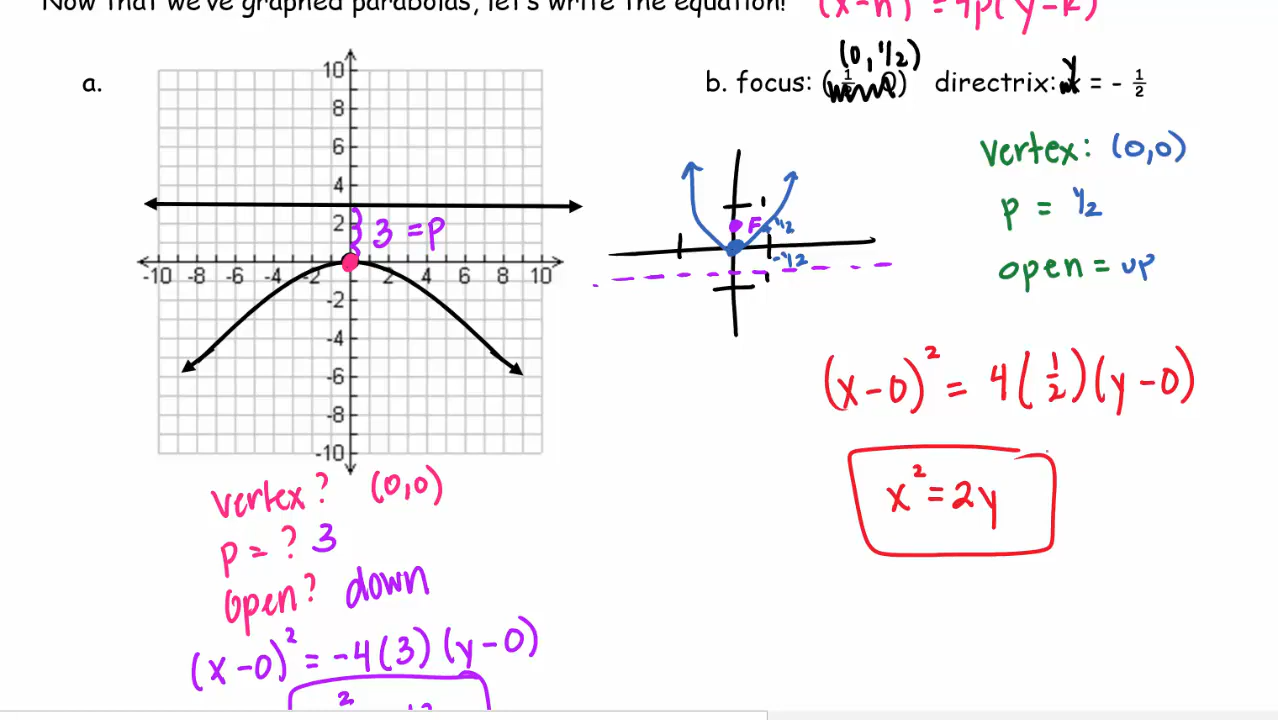 Now that we've graphed parabolas, let's write the equation!
(x-h)² = 4p(y-k)
a.
10
8
6
4
2
-10 -8 -6 -4 -2 2 4 6 8 10
-2
-4
-6
-8
-10
3 = p
vertex? (0,0)
p = ? 3
open? down
(x-0)² = -4(3)(y-0)
(0, 1/2)
b. focus: directrix: y = - 1/2
F 1/2
-1/2
vertex: (0,0)
p = 1/2
open = up
(x-0)² = 4(1/2)(y-0)
x² = 2y